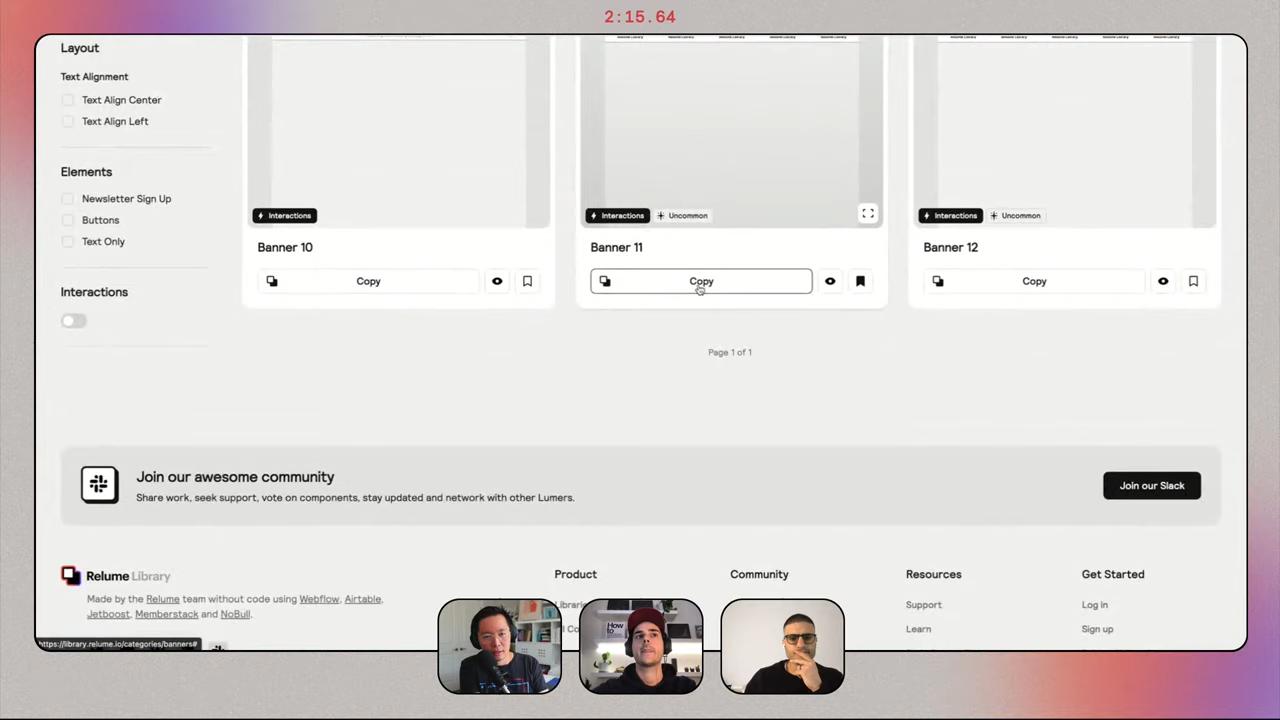 2:15.64
Layout
Text Alignment
Text Align Center
Text Align Left
Elements
Newsletter Sign Up
Buttons
Text Only
Interactions
Interactions
Interactions Uncommon
Interactions Uncommon
Banner 10
Banner 11
Banner 12
Copy
Copy
Copy
Page 1 of 1
Join our awesome community
Share work, seek support, vote on components, stay updated and network with other Lumers.
Join our Slack
Relume Library
Made by the Relume team without code using Webflow, Airtable,
Jetboost, Memberstack and NoBull.
Product
Community
Resources
Support
Learn
Get Started
Log in
Sign up
https://library.relume.io/categories/banners#
How
to